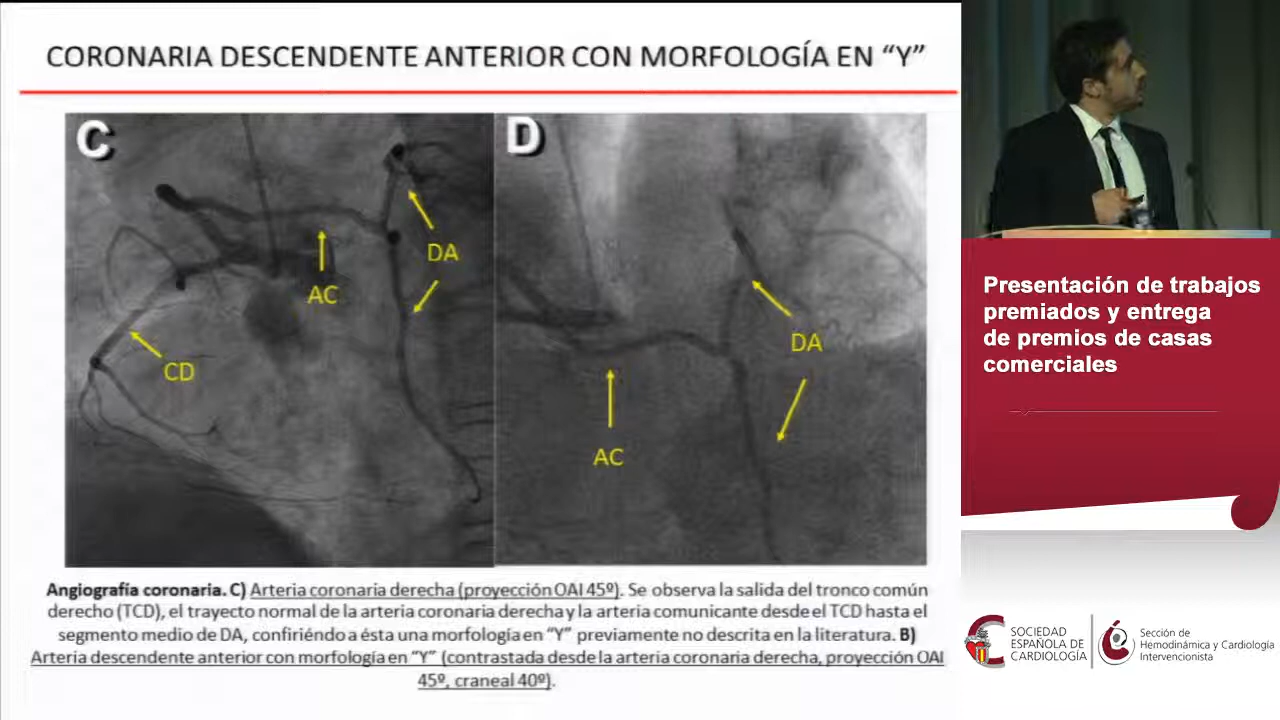 CORONARIA DESCENDENTE ANTERIOR CON MORFOLOGÍA EN “Y”
C
DA
AC
CD
D
DA
AC
Angiografía coronaria. C) Arteria coronaria derecha (proyección OAI 45º). Se observa la salida del tronco común
derecho (TCD), el trayecto normal de la arteria coronaria derecha y la arteria comunicante desde el TCD hasta el
segmento medio de DA, confiriéndo a ésta una morfología en “Y” previamente no descrita en la literatura. B)
Arteria descendente anterior con morfología en “Y” (contrastada desde la arteria coronaria derecha, proyección OAI
45º, craneal 40º).
Presentación de trabajos
premiados y entrega
de premios de casas
comerciales
SOCIEDAD
ESPAÑOLA DE
CARDIOLOGÍA
Sección de
Hemodinámica y Cardiología
Intervencionista